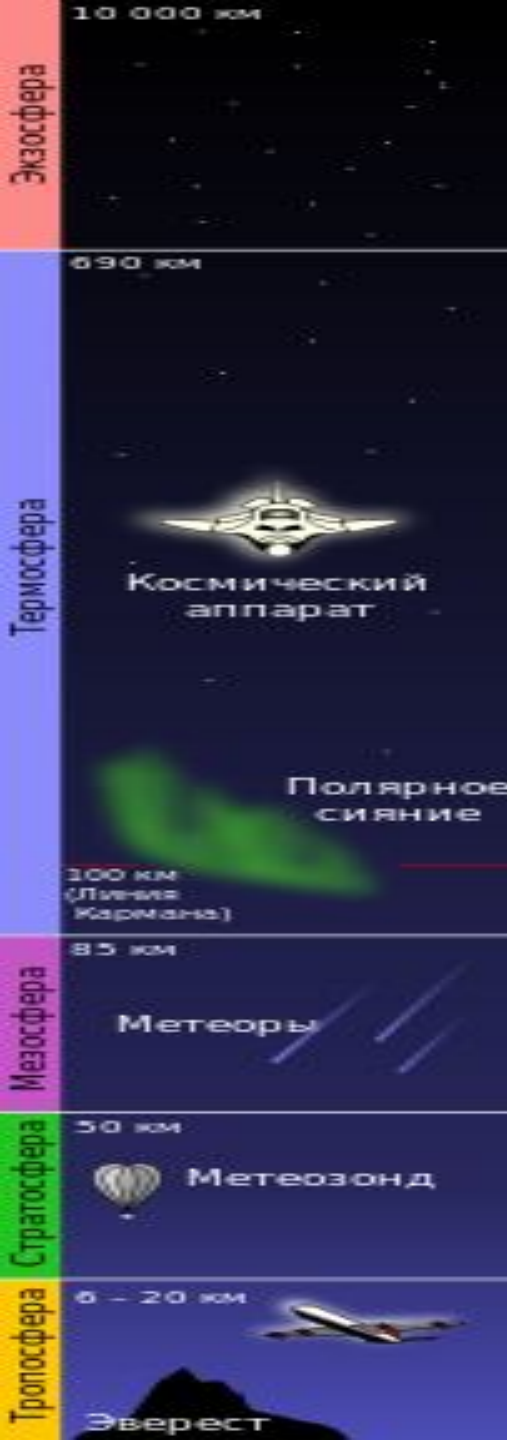 10 000 км
Экзосфера
690 км
Термосфера
Космический
аппарат
Полярное
сияние
100 км
(Линия
Кармана)
85 км
Мезосфера
Метеоры
50 км
Стратосфера
Метеозонд
6 – 20 км
Тропосфера
Эверест